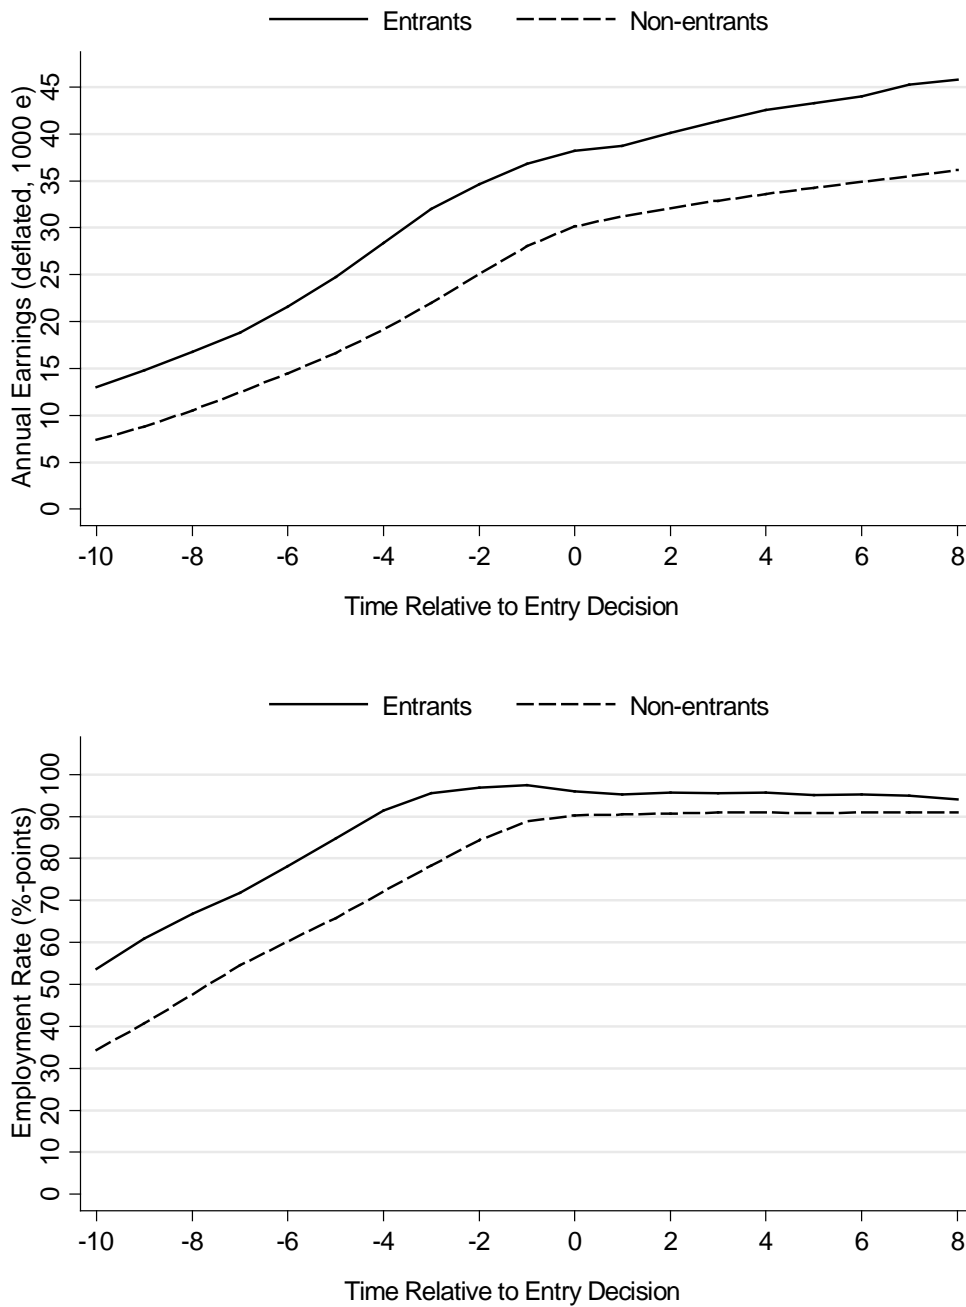 Entrants Non-entrants
Annual Earnings (deflated, 1000 e)
45
40
35
30
25
20
15
10
5
0
-10 -8 -6 -4 -2 0 2 4 6 8
Time Relative to Entry Decision
Entrants Non-entrants
Employment Rate (%-points)
100
90
80
70
60
50
40
30
20
10
0
-10 -8 -6 -4 -2 0 2 4 6 8
Time Relative to Entry Decision